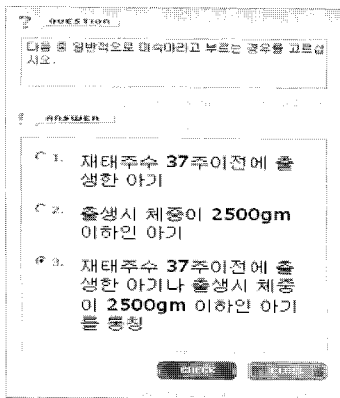 ? QUESTION
다음 중 일반적으로 미숙아라고 부르는 경우를 고르십
시오.
ANSWER
1. 재태주수 37주이전에 출
생한 아기
2. 출생시 체중이 2500gm
이하인 아기
3. 재태주수 37주이전에 출
생한 아기나 출생시 체중
이 2500gm 이하인 아기
를 통칭
CHECK